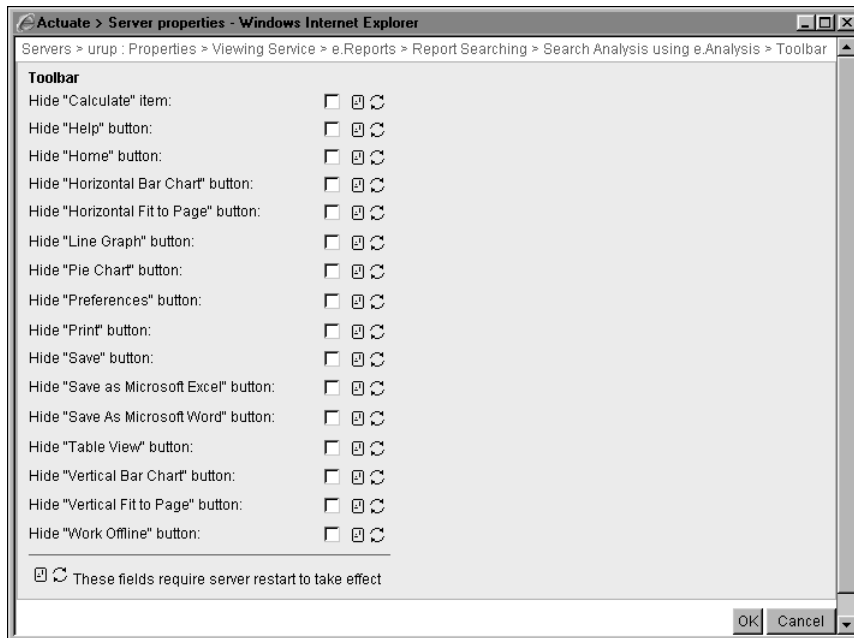 Actuate > Server properties - Windows Internet Explorer
Servers > urup : Properties > Viewing Service > e.Reports > Report Searching > Search Analysis using e.Analysis > Toolbar
Toolbar
Hide "Calculate" item:
Hide "Help" button:
Hide "Home" button:
Hide "Horizontal Bar Chart" button:
Hide "Horizontal Fit to Page" button:
Hide "Line Graph" button:
Hide "Pie Chart" button:
Hide "Preferences" button:
Hide "Print" button:
Hide "Save" button:
Hide "Save as Microsoft Excel" button:
Hide "Save As Microsoft Word" button:
Hide "Table View" button:
Hide "Vertical Bar Chart" button:
Hide "Vertical Fit to Page" button:
Hide "Work Offline" button:
These fields require server restart to take effect
OK Cancel